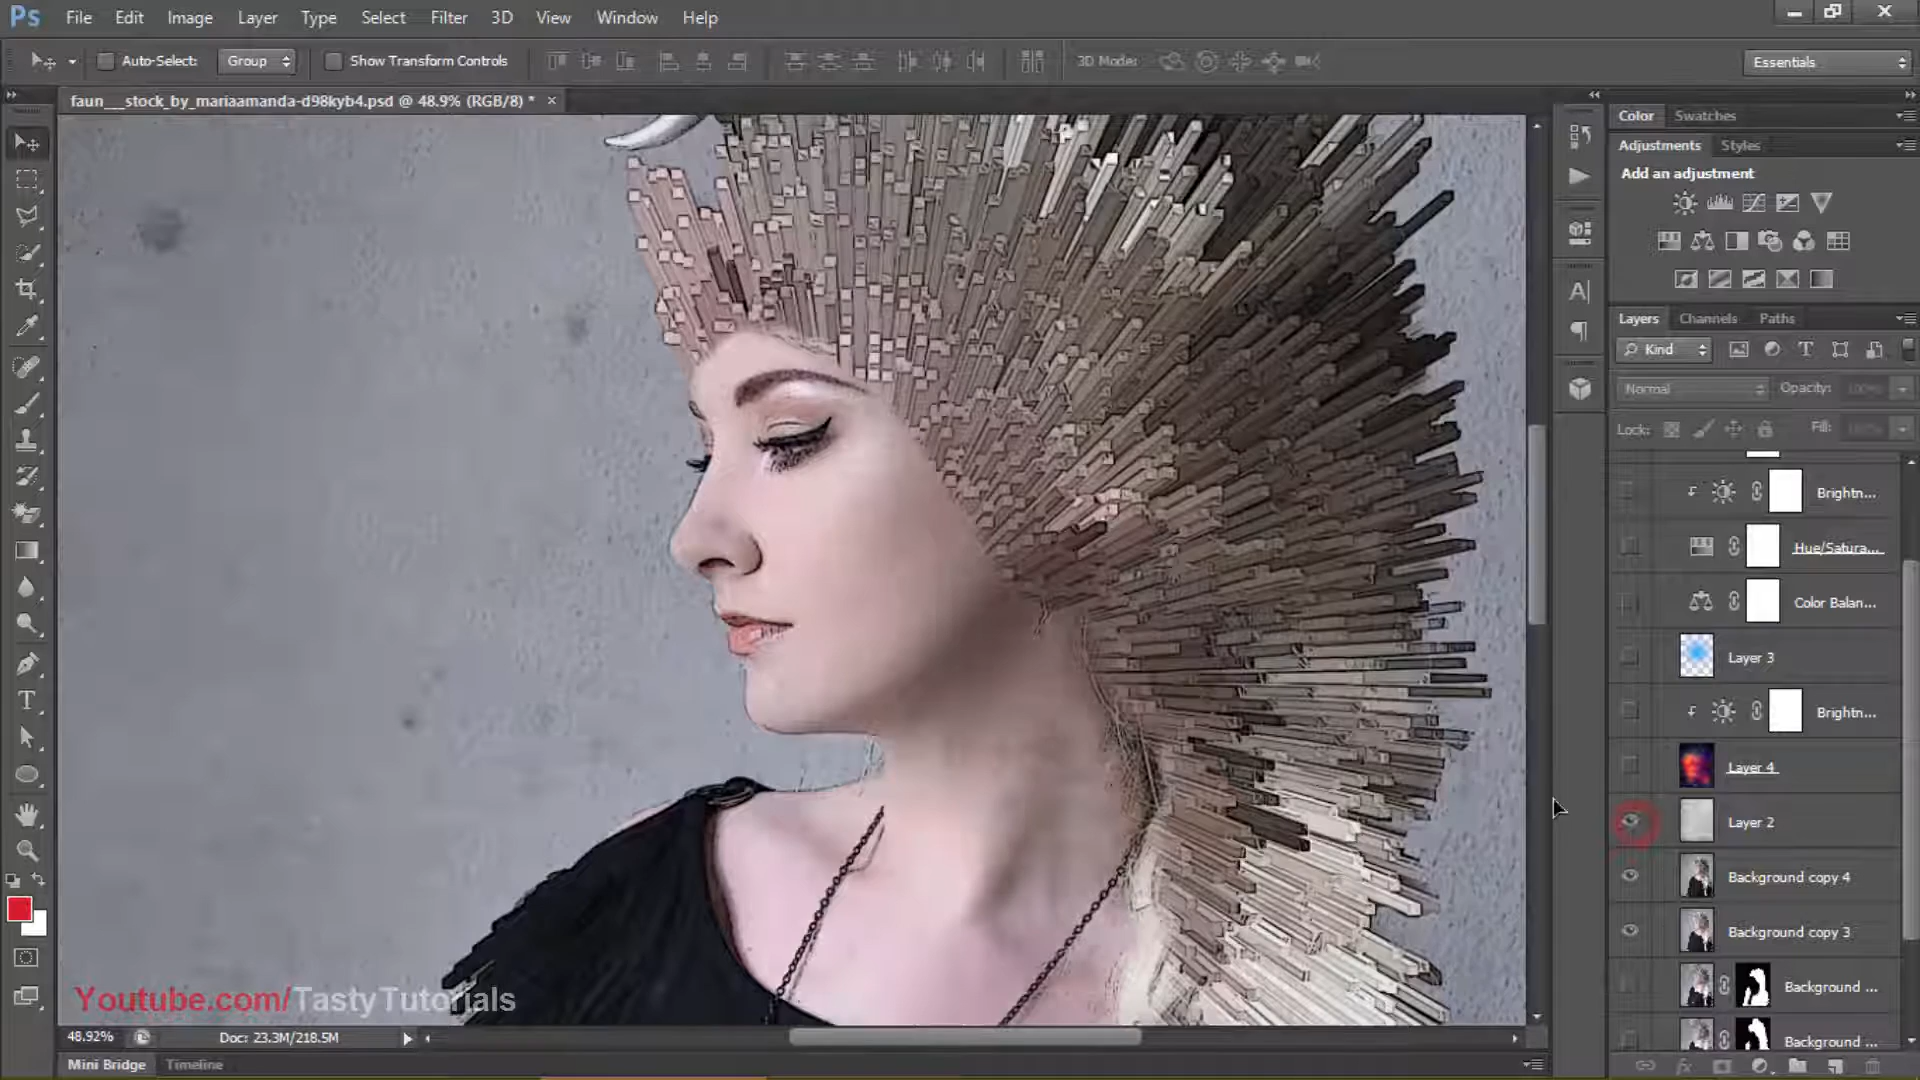 Ps File Edit Image Layer Type Select Filter 3D View Window Help
Auto-Select: Group Show Transform Controls 3D Mode: Essentials
faun___stock_by_mariaamanda-d98kyb4.psd @ 48.9% (RGB/8) * ×
Color Swatches
Adjustments Styles
Add an adjustment
Layers Channels Paths
Kind
Normal Opacity: 100%
Lock: Fill: 100%
Brightn...
Hue/Satura...
Color Balan...
Layer 3
Brightn...
Layer 4
Layer 2
Background copy 4
Background copy 3
Background ...
Background ...
Youtube.com/TastyTutorials
48.92% Doc: 23.3M/218.5M
Mini Bridge Timeline